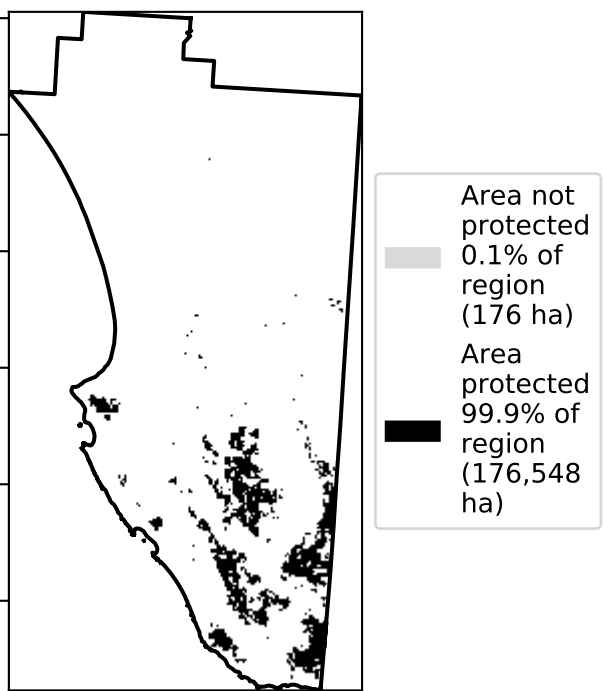 Area not
protected
0.1% of
region
(176 ha)
Area
protected
99.9% of
region
(176,548
ha)